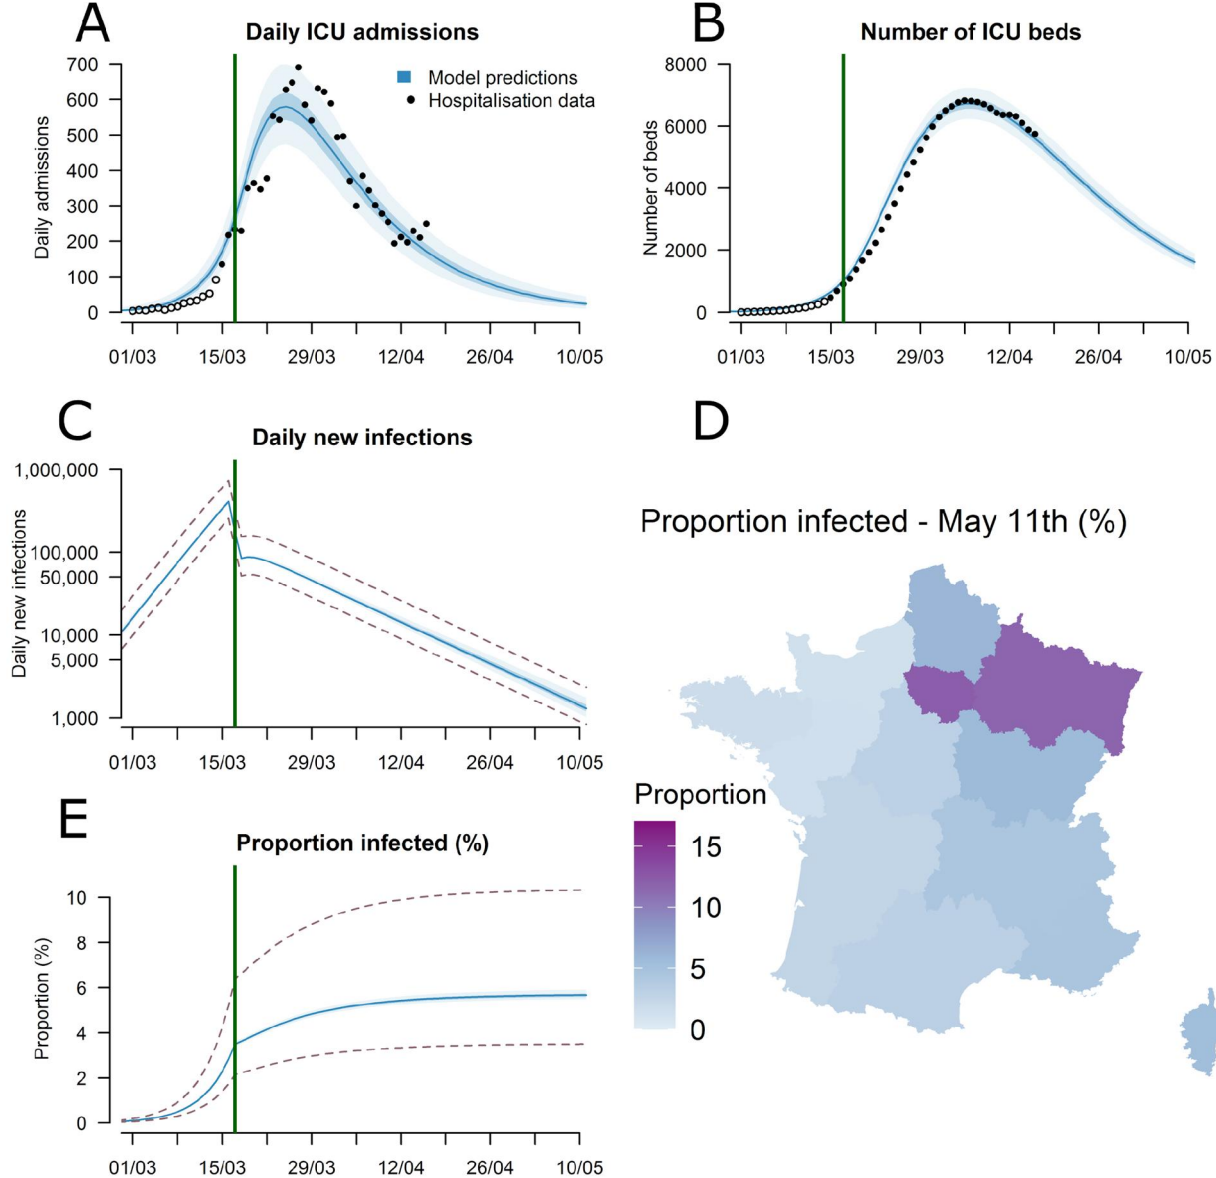 A
Daily ICU admissions
700
600
500
400
300
200
100
0
Daily admissions
Model predictions
Hospitalisation data
01/03 15/03 29/03 12/04 26/04 10/05
B
Number of ICU beds
8000
6000
4000
2000
0
Number of beds
01/03 15/03 29/03 12/04 26/04 10/05
C
Daily new infections
1,000,000
100,000
50,000
10,000
5,000
1,000
Daily new infections
01/03 15/03 29/03 12/04 26/04 10/05
D
Proportion infected - May 11th (%)
Proportion
15
10
5
0
E
Proportion infected (%)
10
8
6
4
2
0
Proportion (%)
01/03 15/03 29/03 12/04 26/04 10/05